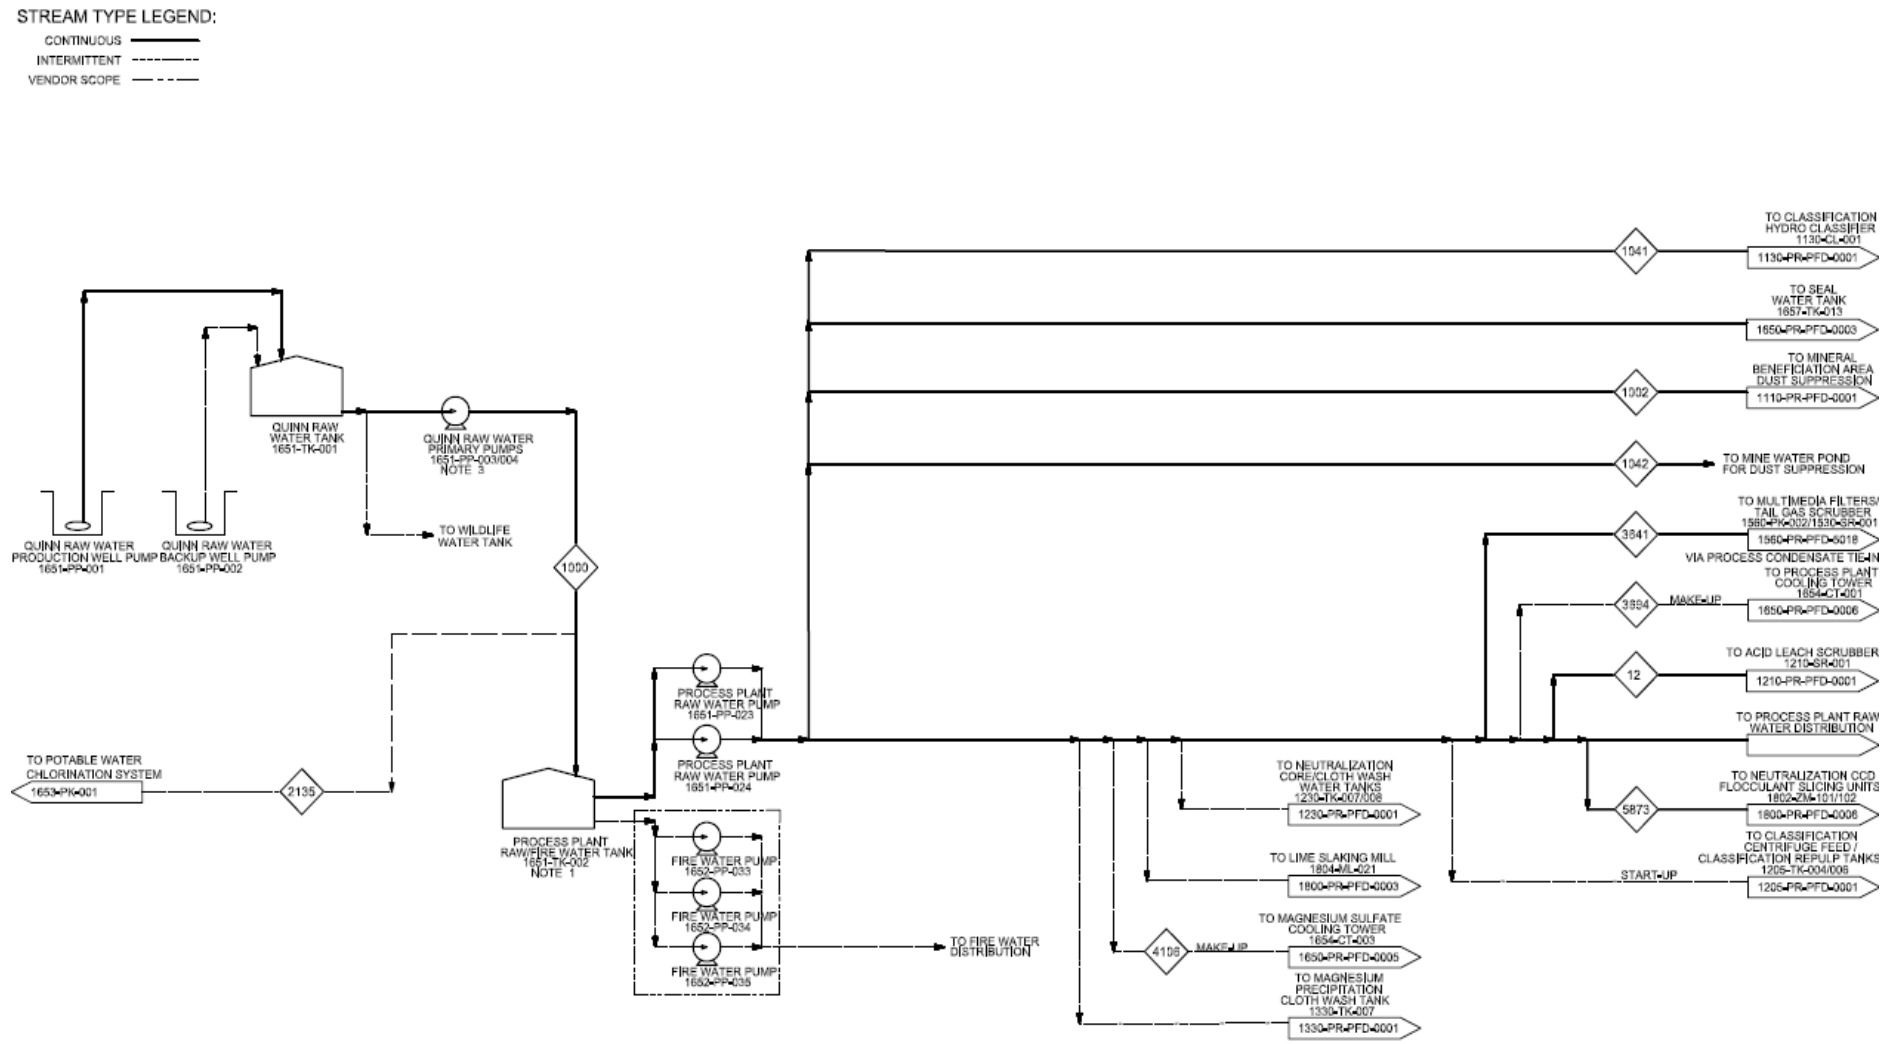 STREAM TYPE LEGEND:
CONTINUOUS
INTERMITTENT
VENDOR SCOPE
QUINN RAW WATER
PRODUCTION WELL PUMP
1651-PP-001
QUINN RAW WATER
BACKUP WELL PUMP
1651-PP-002
QUINN RAW
WATER TANK
1651-TK-001
QUINN RAW WATER
PRIMARY PUMPS
1651-PP-003/004
NOTE 3
TO WILDLIFE
WATER TANK
1000
TO POTABLE WATER
CHLORINATION SYSTEM
1653-PK-001
2135
PROCESS PLANT
RAW/FIRE WATER TANK
1651-TK-002
NOTE 1
PROCESS PLANT
RAW WATER PUMP
1651-PP-023
PROCESS PLANT
RAW WATER PUMP
1651-PP-024
FIRE WATER PUMP
1652-PP-033
FIRE WATER PUMP
1652-PP-034
FIRE WATER PUMP
1652-PP-035
TO FIRE WATER
DISTRIBUTION
TO NEUTRALIZATION
CORE/CLOTH WASH
WATER TANKS
1230-TK-007/008
1230-PR-PFD-0001
TO LIME SLAKING MILL
1804-ML-021
1800-PR-PFD-0003
TO MAGNESIUM SULFATE
COOLING TOWER
1654-CT-003
4106
MAKE-UP
1650-PR-PFD-0005
TO MAGNESIUM
PRECIPITATION
CLOTH WASH TANK
1330-TK-007
1330-PR-PFD-0001
TO CLASSIFICATION
HYDRO CLASSIFIER
1130-CL-001
1041
1130-PR-PFD-0001
TO SEAL
WATER TANK
1657-TK-013
1650-PR-PFD-0003
TO MINERAL
BENEFICIATION AREA
DUST SUPPRESSION
1002
1110-PR-PFD-0001
1042
TO MINE WATER POND
FOR DUST SUPPRESSION
TO MULTIMEDIA FILTERS/
TAIL GAS SCRUBBER
1560-PK-002/1530-SR-001
3641
1560-PR-PFD-5018
VIA PROCESS CONDENSATE TIE-IN
TO PROCESS PLANT
COOLING TOWER
1654-CT-001
3694
MAKE-UP
1650-PR-PFD-0006
TO ACID LEACH SCRUBBER
1210-SR-001
12
1210-PR-PFD-0001
TO PROCESS PLANT RAW
WATER DISTRIBUTION
TO NEUTRALIZATION CCD
FLOCCULANT SLICING UNITS
1802-ZM-101/102
5873
1800-PR-PFD-0006
TO CLASSIFICATION
CENTRIFUGE FEED /
CLASSIFICATION REPULP TANKS
1205-TK-004/006
START-UP
1205-PR-PFD-0001